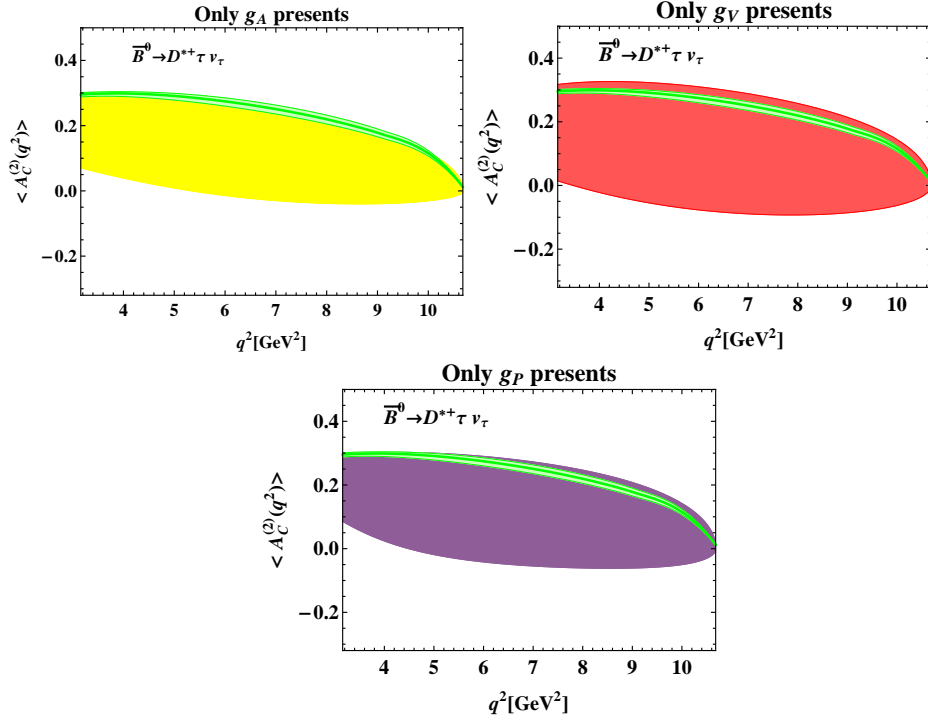 Only g_A presents
B̅⁰→D*⁺τ ν_τ
< A_C^(2)(q²)>
0.4
0.2
0.0
−0.2
4 5 6 7 8 9 10
q²[GeV²]
Only g_V presents
B̅⁰→D*⁺τ ν_τ
< A_C^(2)(q²)>
0.4
0.2
0.0
−0.2
4 5 6 7 8 9 10
q²[GeV²]
Only g_P presents
B̅⁰→D*⁺τ ν_τ
< A_C^(2)(q²)>
0.4
0.2
0.0
−0.2
4 5 6 7 8 9 10
q²[GeV²]